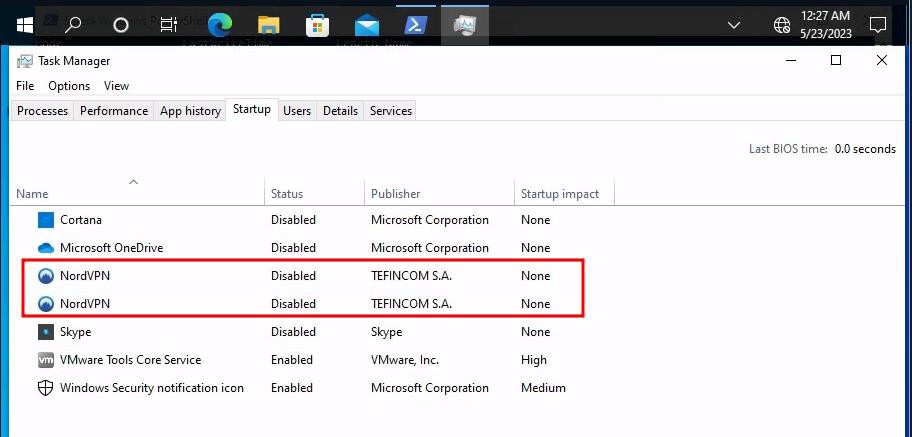 12:27 AM
5/23/2023
Task Manager
File Options View
Processes Performance App history Startup Users Details Services
Last BIOS time: 0.0 seconds
Name Status Publisher Startup impact
Cortana Disabled Microsoft Corporation None
Microsoft OneDrive Disabled Microsoft Corporation None
NordVPN Disabled TEFINCOM S.A. None
NordVPN Disabled TEFINCOM S.A. None
Skype Disabled Skype None
vm VMware Tools Core Service Enabled VMware, Inc. High
Windows Security notification icon Enabled Microsoft Corporation Medium